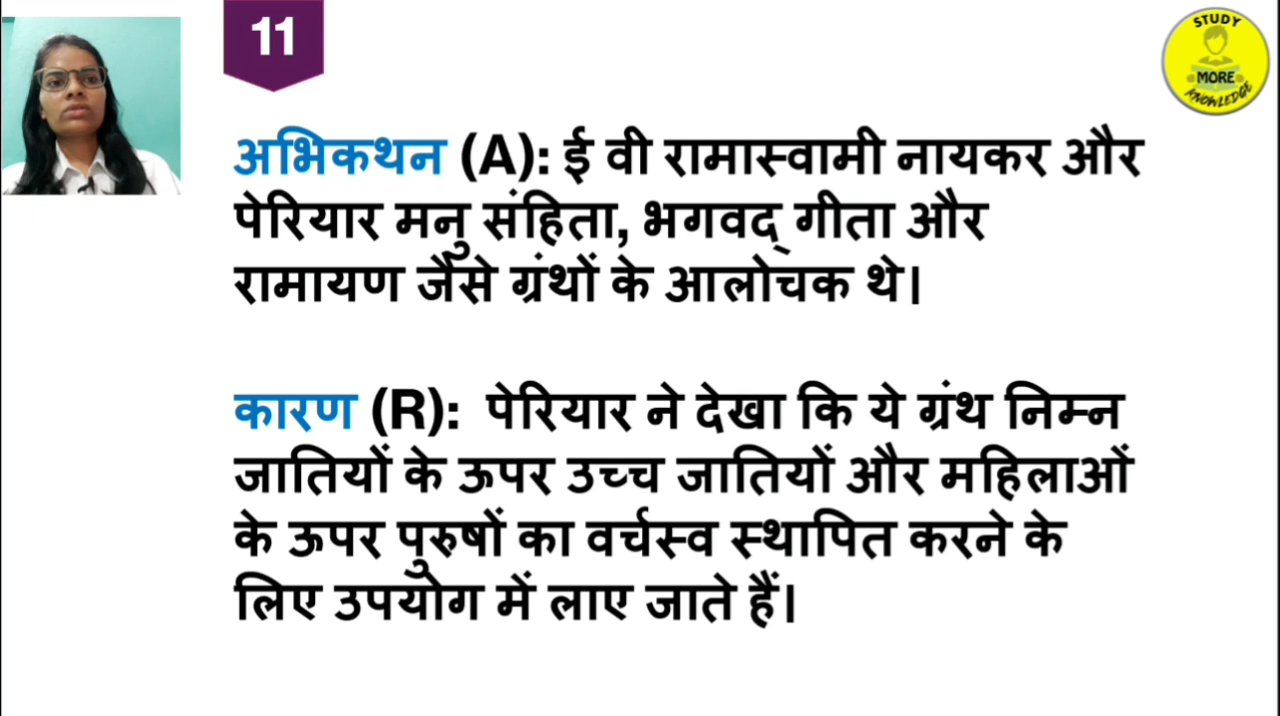 11
STUDY
MORE
KNOWLEDGE
अभिकथन (A): ई वी रामास्वामी नायकर और
पेरियार मनु संहिता, भगवद् गीता और
रामायण जैसे ग्रंथों के आलोचक थे।
कारण (R): पेरियार ने देखा कि ये ग्रंथ निम्न
जातियों के ऊपर उच्च जातियों और महिलाओं
के ऊपर पुरुषों का वर्चस्व स्थापित करने के
लिए उपयोग में लाए जाते हैं।